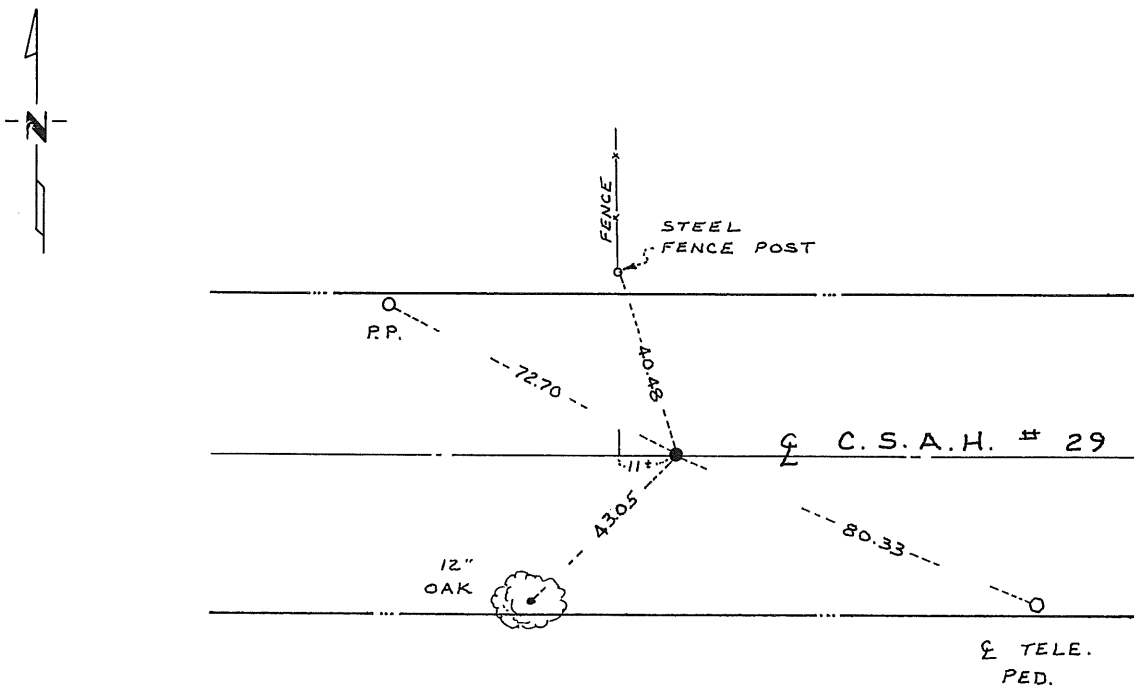 N
FENCE
STEEL
FENCE POST
P.P.
72.70
40.48
℄ C.S.A.H. # 29
11±
43.05
80.33
12"
OAK
℄ TELE.
PED.